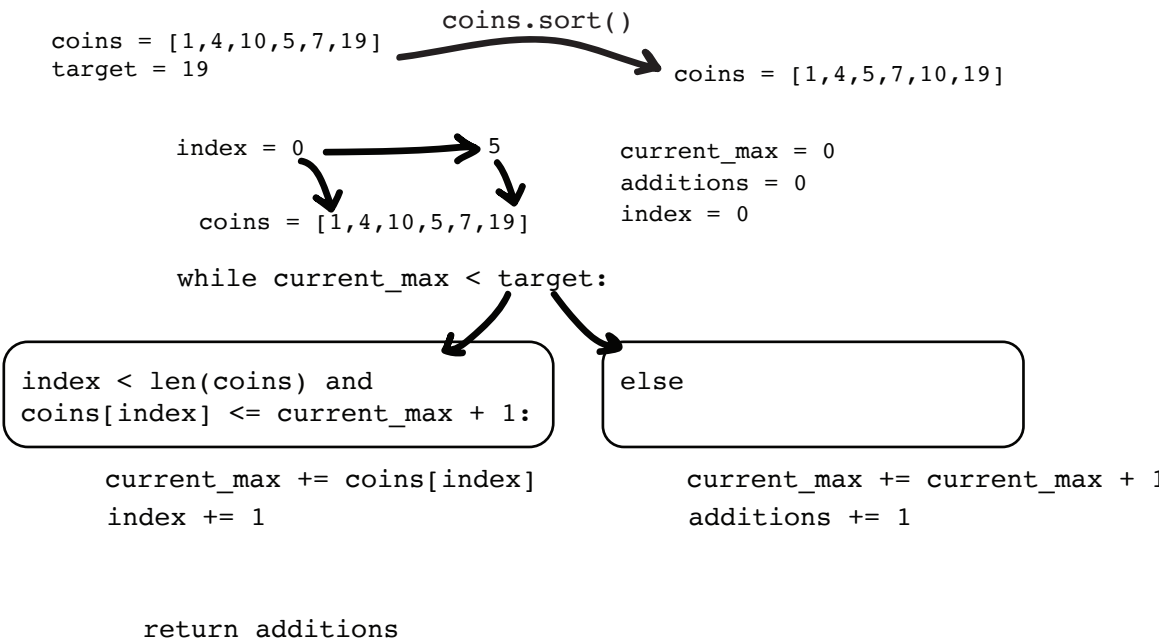 coins.sort()
coins = [1,4,10,5,7,19]
target = 19
coins = [1,4,5,7,10,19]
index = 0
5
coins = [1,4,10,5,7,19]
current_max = 0
additions = 0
index = 0
while current_max < target:
index < len(coins) and
coins[index] <= current_max + 1:
current_max += coins[index]
index += 1
else
current_max += current_max + 1
additions += 1
return additions